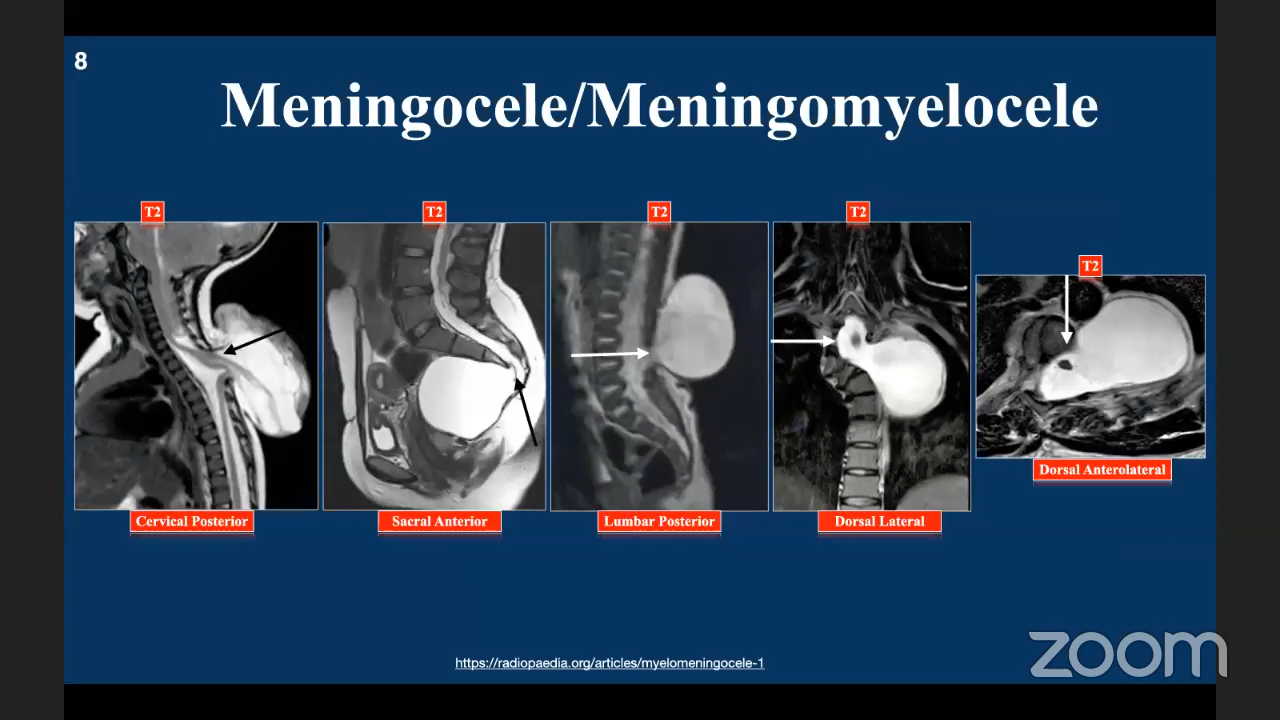 8
Meningocele/Meningomyelocele
T2
T2
T2
T2
T2
Cervical Posterior
Sacral Anterior
Lumbar Posterior
Dorsal Lateral
Dorsal Anterolateral
https://radiopaedia.org/articles/myelomeningocele-1
zoom